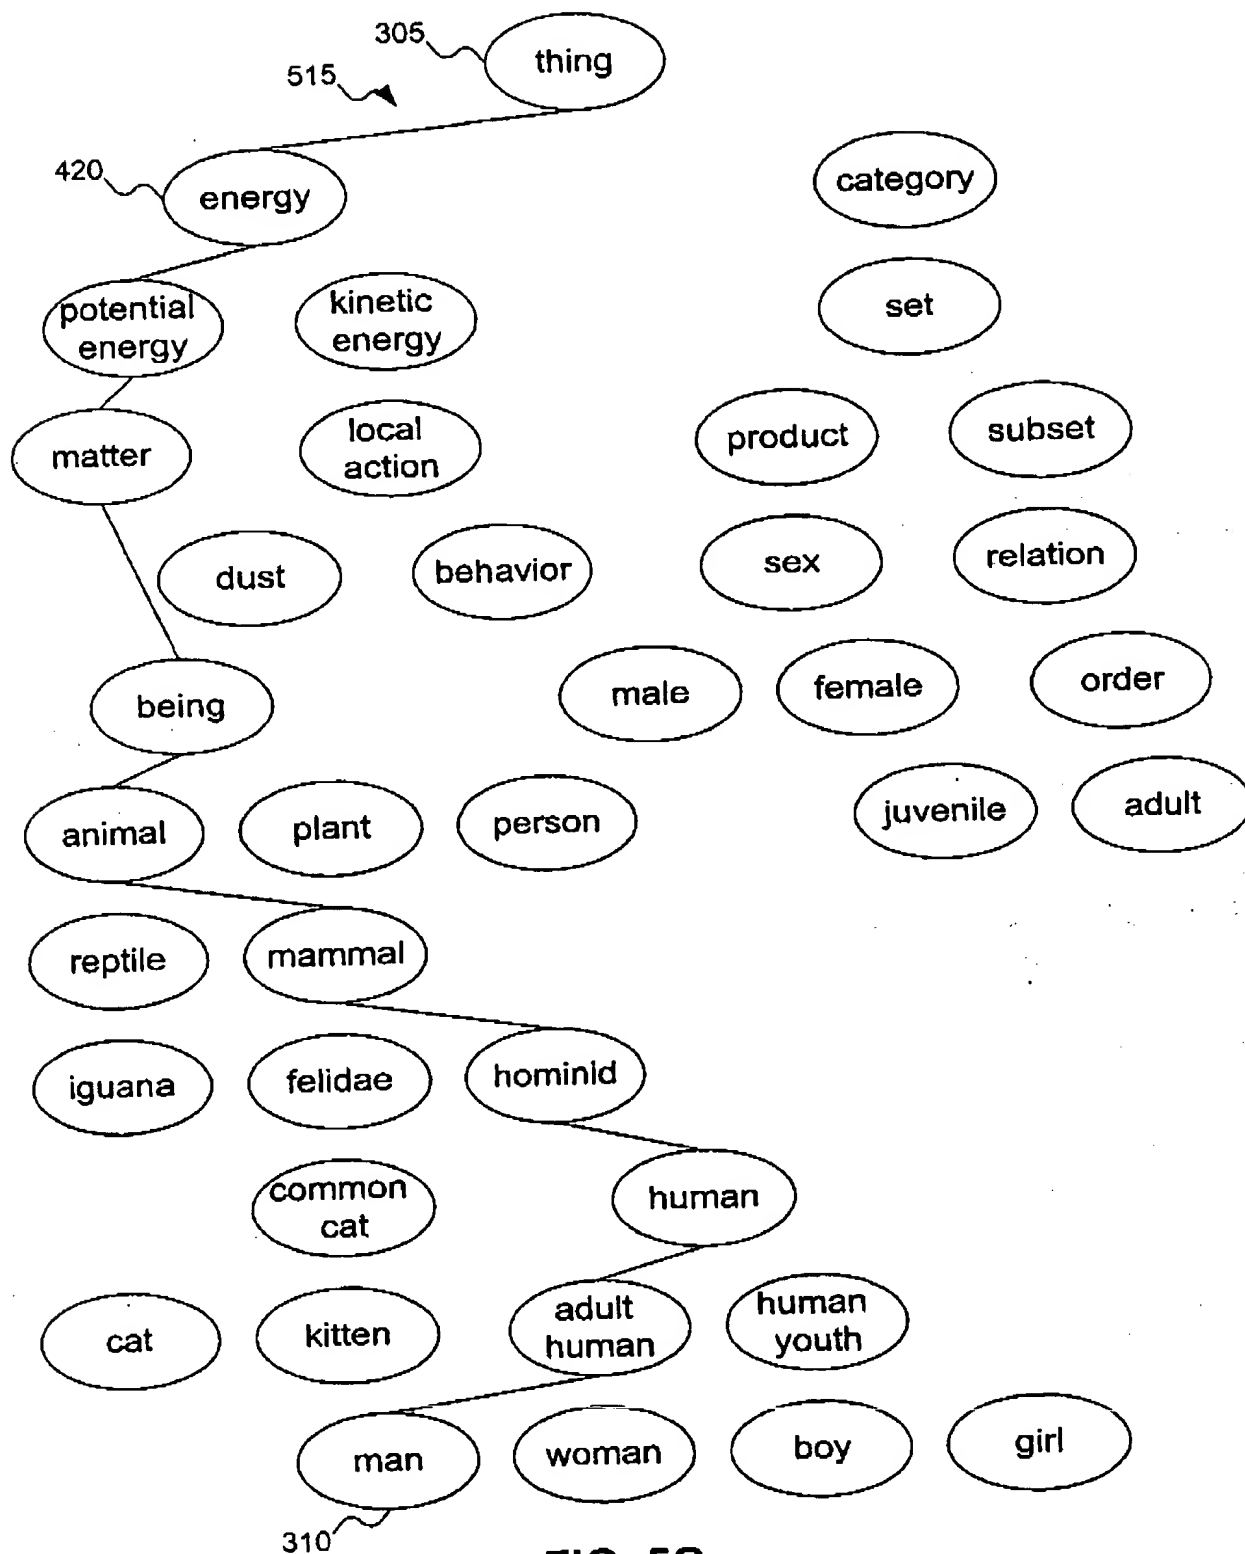 305
thing
515
420
energy
category
potential
energy
kinetic
energy
set
matter
local
action
product
subset
dust
behavior
sex
relation
being
male
female
order
animal
plant
person
juvenile
adult
reptile
mammal
iguana
felidae
hominid
common
cat
human
cat
kitten
adult
human
human
youth
man
woman
boy
girl
310